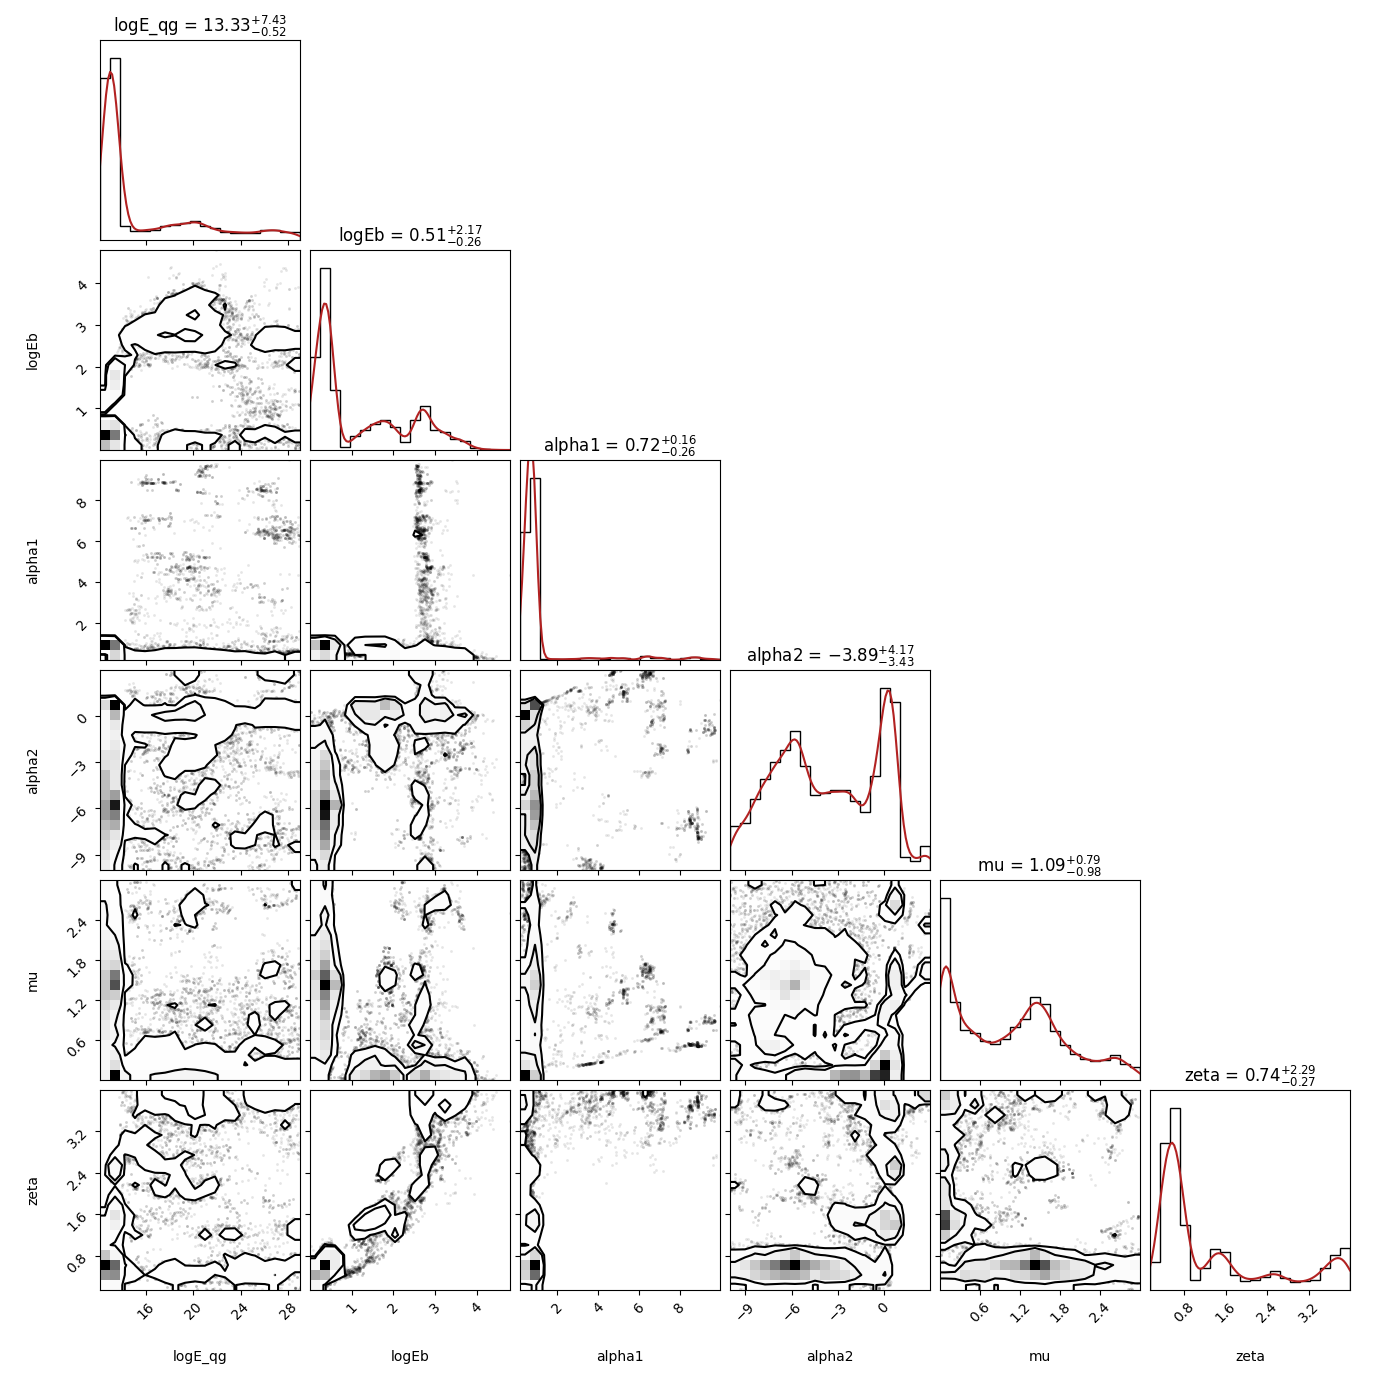 logE_qg = 13.33+7.43−0.52
logEb = 0.51+2.17−0.26
4
3
2
1
logEb
alpha1 = 0.72+0.16−0.26
8
6
4
2
alpha1
alpha2 = −3.89+4.17−3.43
0
−3
−6
−9
alpha2
mu = 1.09+0.79−0.98
2.4
1.8
1.2
0.6
mu
zeta = 0.74+2.29−0.27
3.2
2.4
1.6
0.8
zeta
16 20 24 28 1 2 3 4 2 4 6 8 −9 −6 −3 0 0.6 1.2 1.8 2.4 0.8 1.6 2.4 3.2
logE_qg logEb alpha1 alpha2 mu zeta